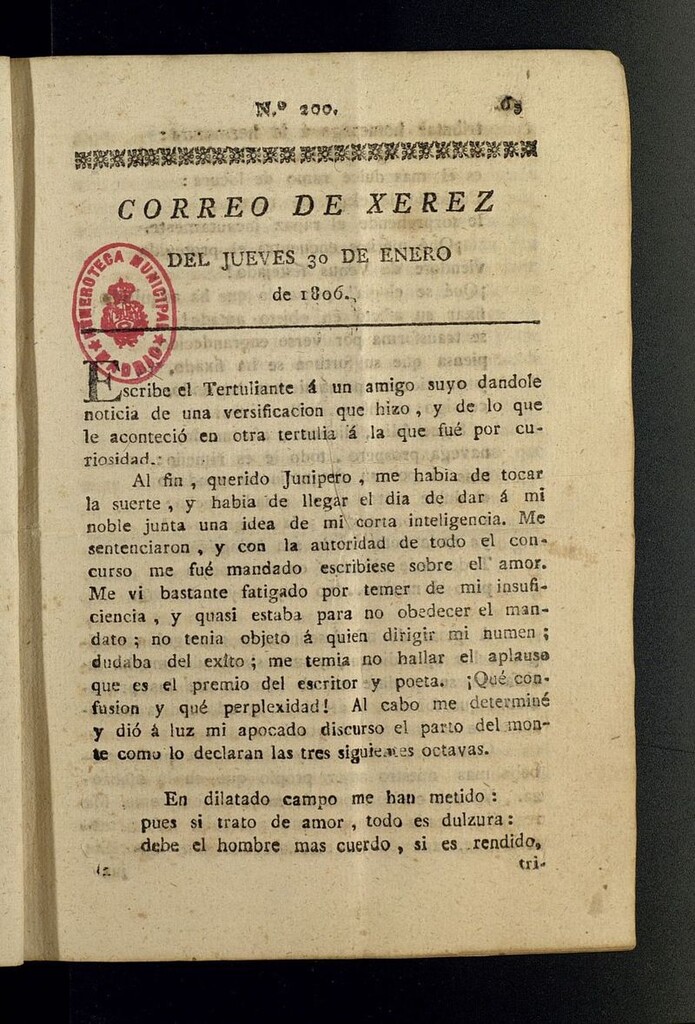 N.º 200. 63
CORREO DE XEREZ
DEL JUEVES 30 DE ENERO
de 1806.
HEMEROTECA MUNICIPAL
MADRID
Escribe el Tertuliante á un amigo suyo dandole
noticia de una versificacion que hizo, y de lo que
le aconteció en otra tertulia á la que fué por cu-
riosidad.
Al fin, querido Junipero, me habia de tocar
la suerte, y habia de llegar el dia de dar á mi
noble junta una idea de mi corta inteligencia. Me
sentenciaron, y con la autoridad de todo el con-
curso me fué mandado escribiese sobre el amor.
Me vi bastante fatigado por temer de mi insufi-
ciencia, y quasi estaba para no obedecer el man-
dato; no tenia objeto á quien dirigir mi numen;
dudaba del exîto; me temia no hallar el aplauso
que es el premio del escritor y poeta. ¡Qué con-
fusion y qué perplexidad! Al cabo me determiné
y dió á luz mi apocado discurso el parto del mon-
te como lo declaran las tres siguientes octavas.
En dilatado campo me han metido:
pues si trato de amor, todo es dulzura:
debe el hombre mas cuerdo, si es rendido,
tri-